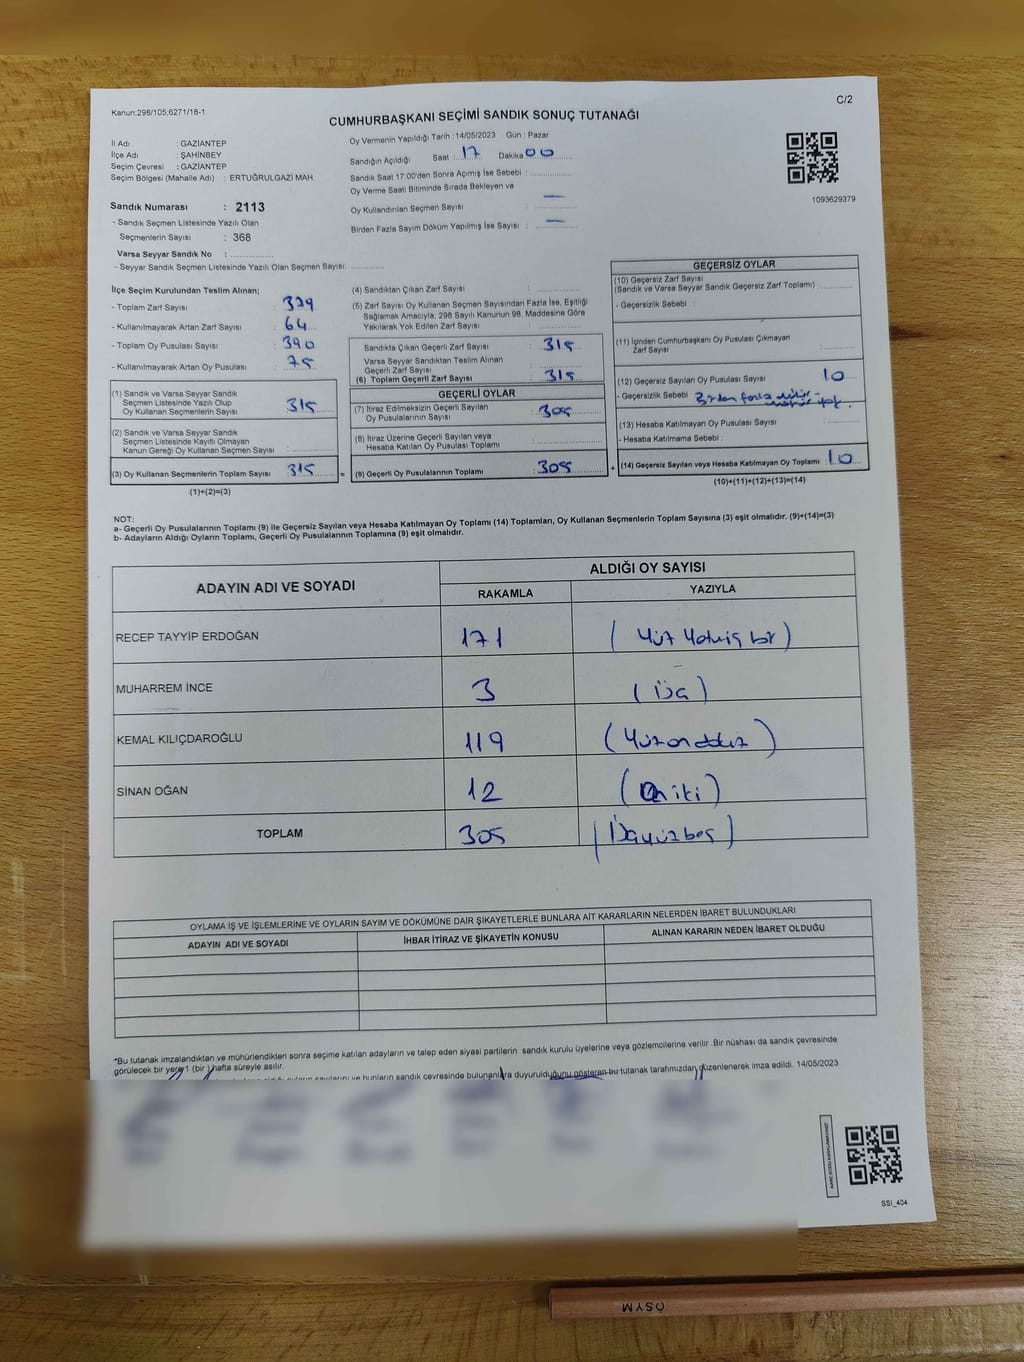 Kanun:298/105;6271/18-1
C/2
CUMHURBAŞKANI SEÇİMİ SANDIK SONUÇ TUTANAĞI
İl Adı : GAZİANTEP
İlçe Adı : ŞAHİNBEY
Seçim Çevresi : GAZİANTEP
Seçim Bölgesi (Mahalle Adı) : ERTUĞRULGAZİ MAH.
Oy Vermenin Yapıldığı Tarih : 14/05/2023 Gün : Pazar
Sandığın Açıldığı Saat : 17 Dakika : 00
Sandık Saat 17:00'den Sonra Açımış İse Sebebi :
Oy Verme Saati Bitiminde Sırada Bekleyen ve
Oy Kullandırılan Seçmen Sayısı : —
Birden Fazla Sayım Döküm Yapılmış İse Sayısı : —
1093629379
Sandık Numarası : 2113
- Sandık Seçmen Listesinde Yazılı Olan
Seçmenlerin Sayısı : 368
Varsa Seyyar Sandık No :
- Seyyar Sandık Seçmen Listesinde Yazılı Olan Seçmen Sayısı:
İlçe Seçim Kurulundan Teslim Alınan;
- Toplam Zarf Sayısı : 379
- Kullanılmayarak Artan Zarf Sayısı : 64
- Toplam Oy Pusulası Sayısı : 390
- Kullanılmayarak Artan Oy Pusulası : 75
(1) Sandık ve Varsa Seyyar Sandık
Seçmen Listesinde Yazılı Olup
Oy Kullanan Seçmenlerin Sayısı : 315
(2) Sandık ve Varsa Seyyar Sandık
Seçmen Listesinde Kayıtlı Olmayan
Kanun Gereği Oy Kullanan Seçmenlerin Sayısı :
(3) Oy Kullanan Seçmenlerin Toplam Sayısı : 315
(1)+(2)=(3)
=
(4) Sandıktan Çıkan Zarf Sayısı :
(5) Zarf Sayısı Oy Kullanan Seçmen Sayısından Fazla İse, Eşitliği
Sağlamak Amacıyla; 298 Sayılı Kanunun 98. Maddesine Göre
Yakılarak Yok Edilen Zarf Sayısı :
Sandıkta Çıkan Geçerli Zarf Sayısı : 315
Varsa Seyyar Sandıktan Teslim Alınan
Geçerli Zarf Sayısı :
(6) Toplam Geçerli Zarf Sayısı : 315
GEÇERLİ OYLAR
(7) İtiraz Edilmeksizin Geçerli Sayılan
Oy Pusulalarının Sayısı : 305
(8) İtiraz Üzerine Geçerli Sayılan veya
Hesaba Katılan Oy Pusulası Toplamı :
(9) Geçerli Oy Pusulalarının Toplamı : 305
+
GEÇERSİZ OYLAR
(10) Geçersiz Zarf Sayısı
(Sandık ve Varsa Seyyar Sandık Geçersiz Zarf Toplamı) :
- Geçersizlik Sebebi :
(11) İçinden Cumhurbaşkanı Oy Pusulası Çıkmayan
Zarf Sayısı :
(12) Geçersiz Sayılan Oy Pusulası Sayısı : 10
- Geçersizlik Sebebi : Birden fazla mühür -
mühür yok.
(13) Hesaba Katılmayan Oy Pusulası Sayısı :
- Hesaba Katılmama Sebebi :
(14) Geçersiz Sayılan veya Hesaba Katılmayan Oy Toplamı : 10
(10)+(11)+(12)+(13)=(14)
NOT:
a- Geçerli Oy Pusulalarının Toplamı (9) ile Geçersiz Sayılan veya Hesaba Katılmayan Oy Toplamı (14) Toplamları, Oy Kullanan Seçmenlerin Toplam Sayısına (3) eşit olmalıdır. (9)+(14)=(3)
b- Adayların Aldığı Oyların Toplamı, Geçerli Oy Pusulalarının Toplamına (9) eşit olmalıdır.
ADAYIN ADI VE SOYADI
ALDIĞI OY SAYISI
RAKAMLA YAZIYLA
RECEP TAYYİP ERDOĞAN 171 (Yüz Yetmiş bir)
MUHARREM İNCE 3 (Üç)
KEMAL KILIÇDAROĞLU 119 (Yüzondokuz)
SİNAN OĞAN 12 (Oniki)
TOPLAM 305 (Üçyüzbeş)
OYLAMA İŞ VE İŞLEMLERİNE VE OYLARIN SAYIM VE DÖKÜMÜNE DAİR ŞİKAYETLERLE BUNLARA AİT KARARLARIN NELERDEN İBARET BULUNDUKLARI
ADAYIN ADI VE SOYADI İHBAR İTİRAZ VE ŞİKAYETİN KONUSU ALINAN KARARIN NEDEN İBARET OLDUĞU
*Bu tutanak imzalandıktan ve mühürlendikten sonra seçime katılan adayların ve talep eden siyasi partilerin sandık kurulu üyelerine veya gözlemcilerine verilir .Bir nüshası da sandık çevresinde
görülecek bir yere 1 (bir) hafta süreyle asılır.
sayılarını ve bunların sandık çevresinde bulunanlara duyurulduğunu gösteren bu tutanak tarafımızdan düzenlenerek imza edildi. 14/05/2023
SSI_404
ÖSYM